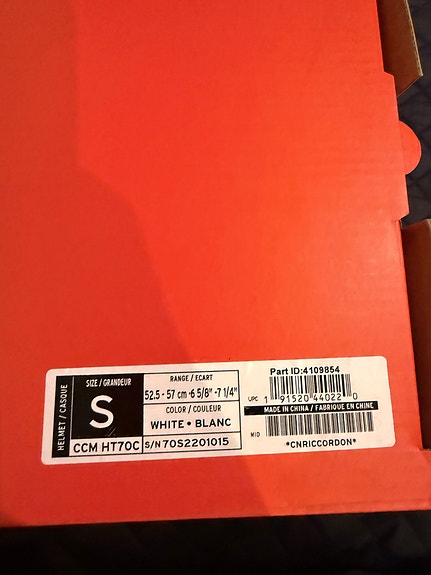 HELMET / CASQUE
SIZE / GRANDEUR
S
CCM HT70C
RANGE / ECART
52.5 - 57 cm -6 5/8" -7 1/4"
COLOR / COULEUR
WHITE • BLANC
S/N 70S2201015
Part ID:4109854
UPC 1 91520 44022 0
MADE IN CHINA / FABRIQUE EN CHINE
MID
*CNRICCORDON*